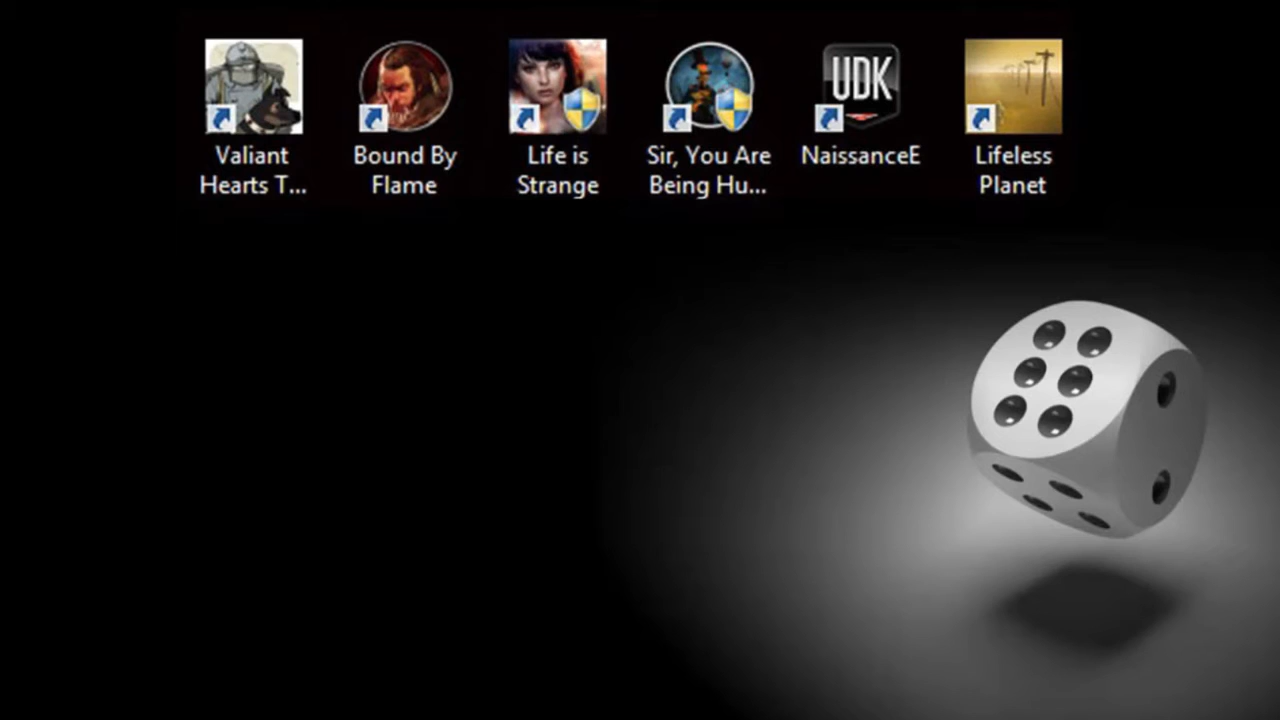 UDK
Valiant
Hearts T...
Bound By
Flame
Life is
Strange
Sir, You Are
Being Hu...
NaissanceE
Lifeless
Planet